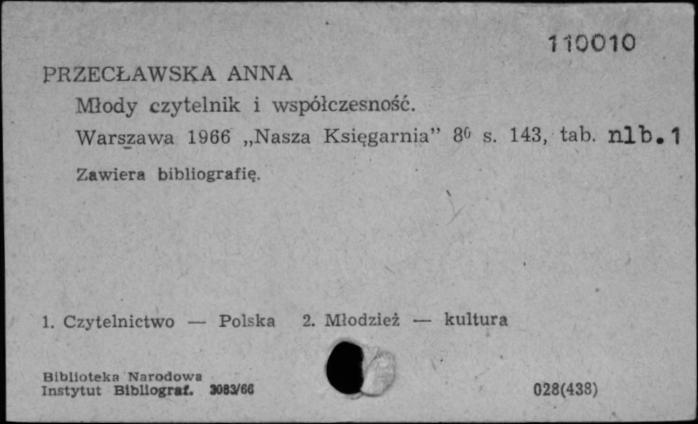 110010
PRZECŁAWSKA ANNA
Młody czytelnik i współczesność.
Warszawa 1966 „Nasza Księgarnia” 8⁰ s. 143, tab. nlb. 1
Zawiera bibliografię.
1. Czytelnictwo — Polska 2. Młodzież — kultura
Biblioteka Narodowa
Instytut Bibliograf. 3083/66
028(438)